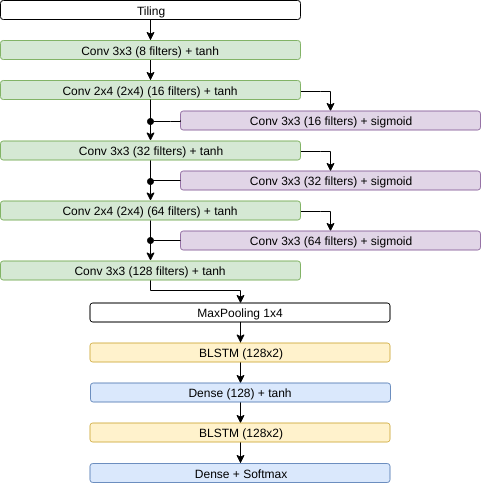 Tiling
Conv 3x3 (8 filters) + tanh
Conv 2x4 (2x4) (16 filters) + tanh
Conv 3x3 (16 filters) + sigmoid
Conv 3x3 (32 filters) + tanh
Conv 3x3 (32 filters) + sigmoid
Conv 2x4 (2x4) (64 filters) + tanh
Conv 3x3 (64 filters) + sigmoid
Conv 3x3 (128 filters) + tanh
MaxPooling 1x4
BLSTM (128x2)
Dense (128) + tanh
BLSTM (128x2)
Dense + Softmax